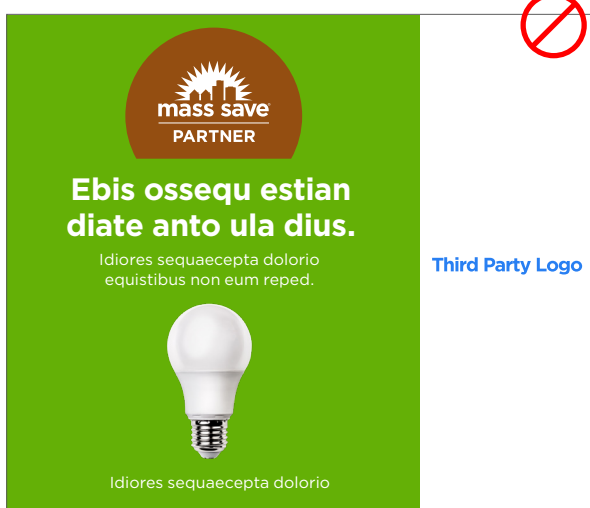 mass save®
PARTNER
Ebis ossequ estian
diate anto ula dius.
Idiores sequaecepta dolorio
equistibus non eum reped.
Third Party Logo
Idiores sequaecepta dolorio